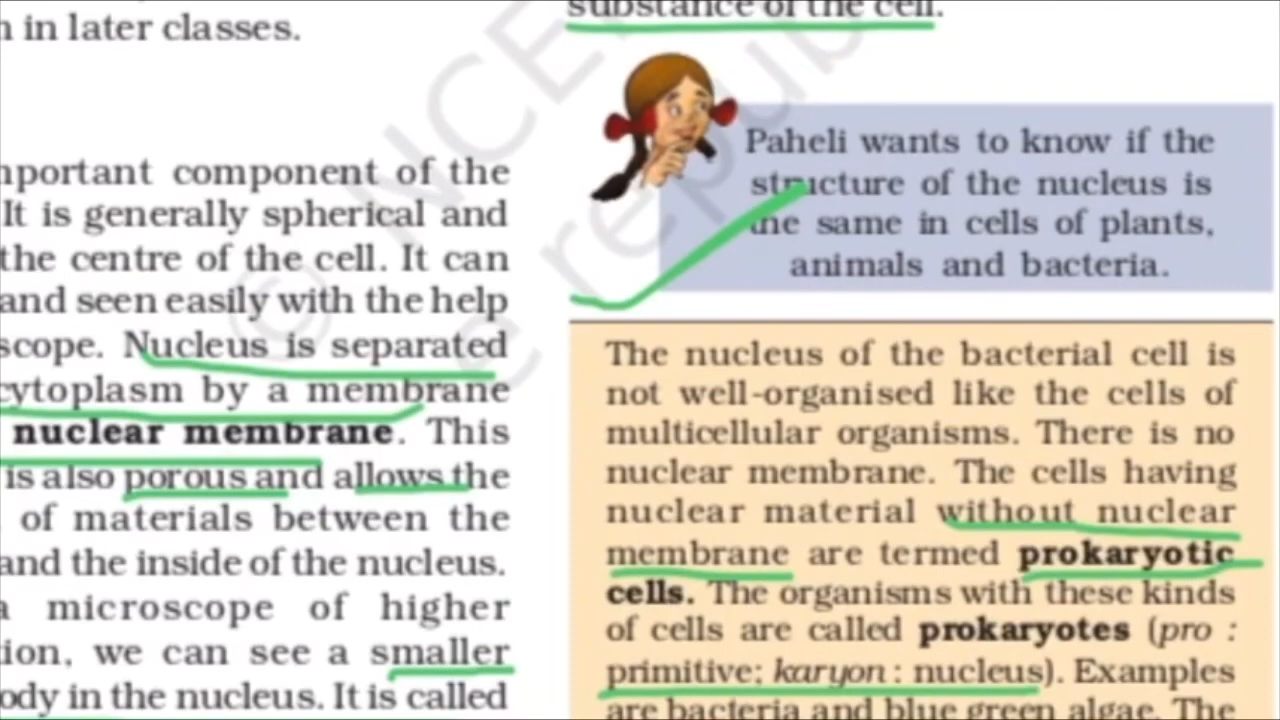 n in later classes.
mportant component of the
It is generally spherical and
the centre of the cell. It can
and seen easily with the help
scope. Nucleus is separated
cytoplasm by a membrane
nuclear membrane. This
is also porous and allows the
of materials between the
and the inside of the nucleus.
a microscope of higher
tion, we can see a smaller
ody in the nucleus. It is called
substance of the cell.
Paheli wants to know if the
structure of the nucleus is
the same in cells of plants,
animals and bacteria.
The nucleus of the bacterial cell is
not well-organised like the cells of
multicellular organisms. There is no
nuclear membrane. The cells having
nuclear material without nuclear
membrane are termed prokaryotic
cells. The organisms with these kinds
of cells are called prokaryotes (pro :
primitive; karyon : nucleus). Examples
are bacteria and blue green algae. The
© NCE
e repub